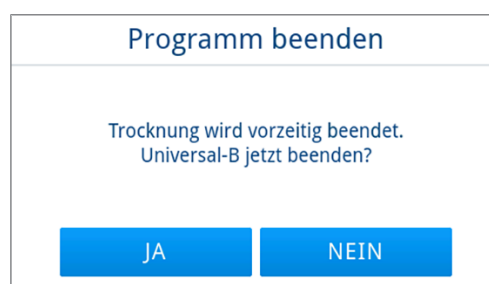 Programm beenden
Trocknung wird vorzeitig beendet.
Universal-B jetzt beenden?
JA
NEIN